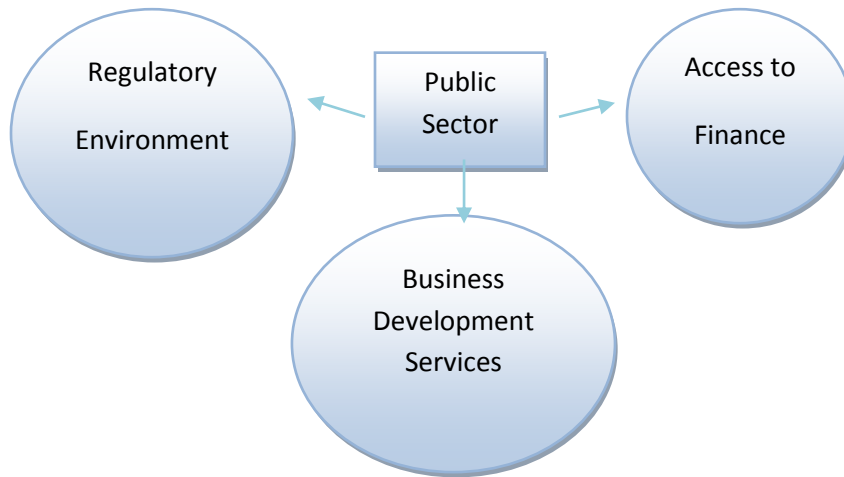 Regulatory
Environment
Public
Sector
Access to
Finance
Business
Development
Services